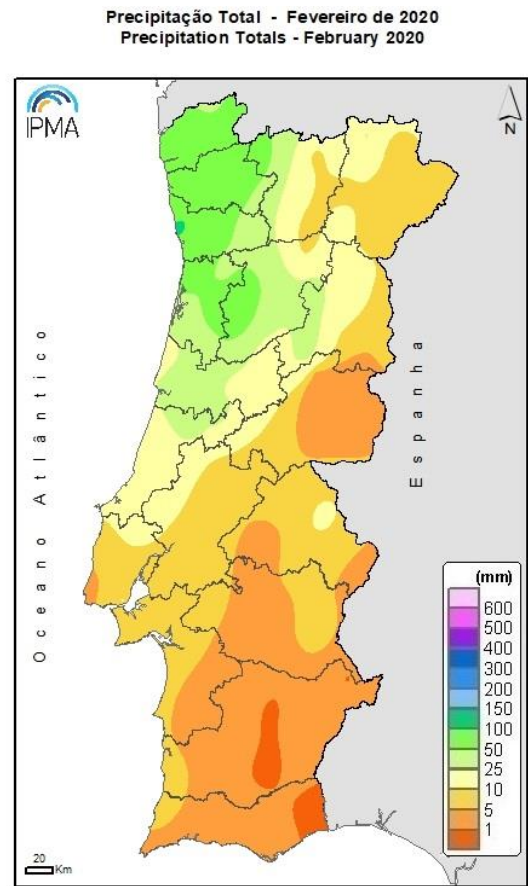 Precipitação Total - Fevereiro de 2020
Precipitation Totals - February 2020
IPMA
N
Oceano Atlântico
Espanha
(mm)
600
500
400
300
200
150
100
50
25
10
5
1
20
Km